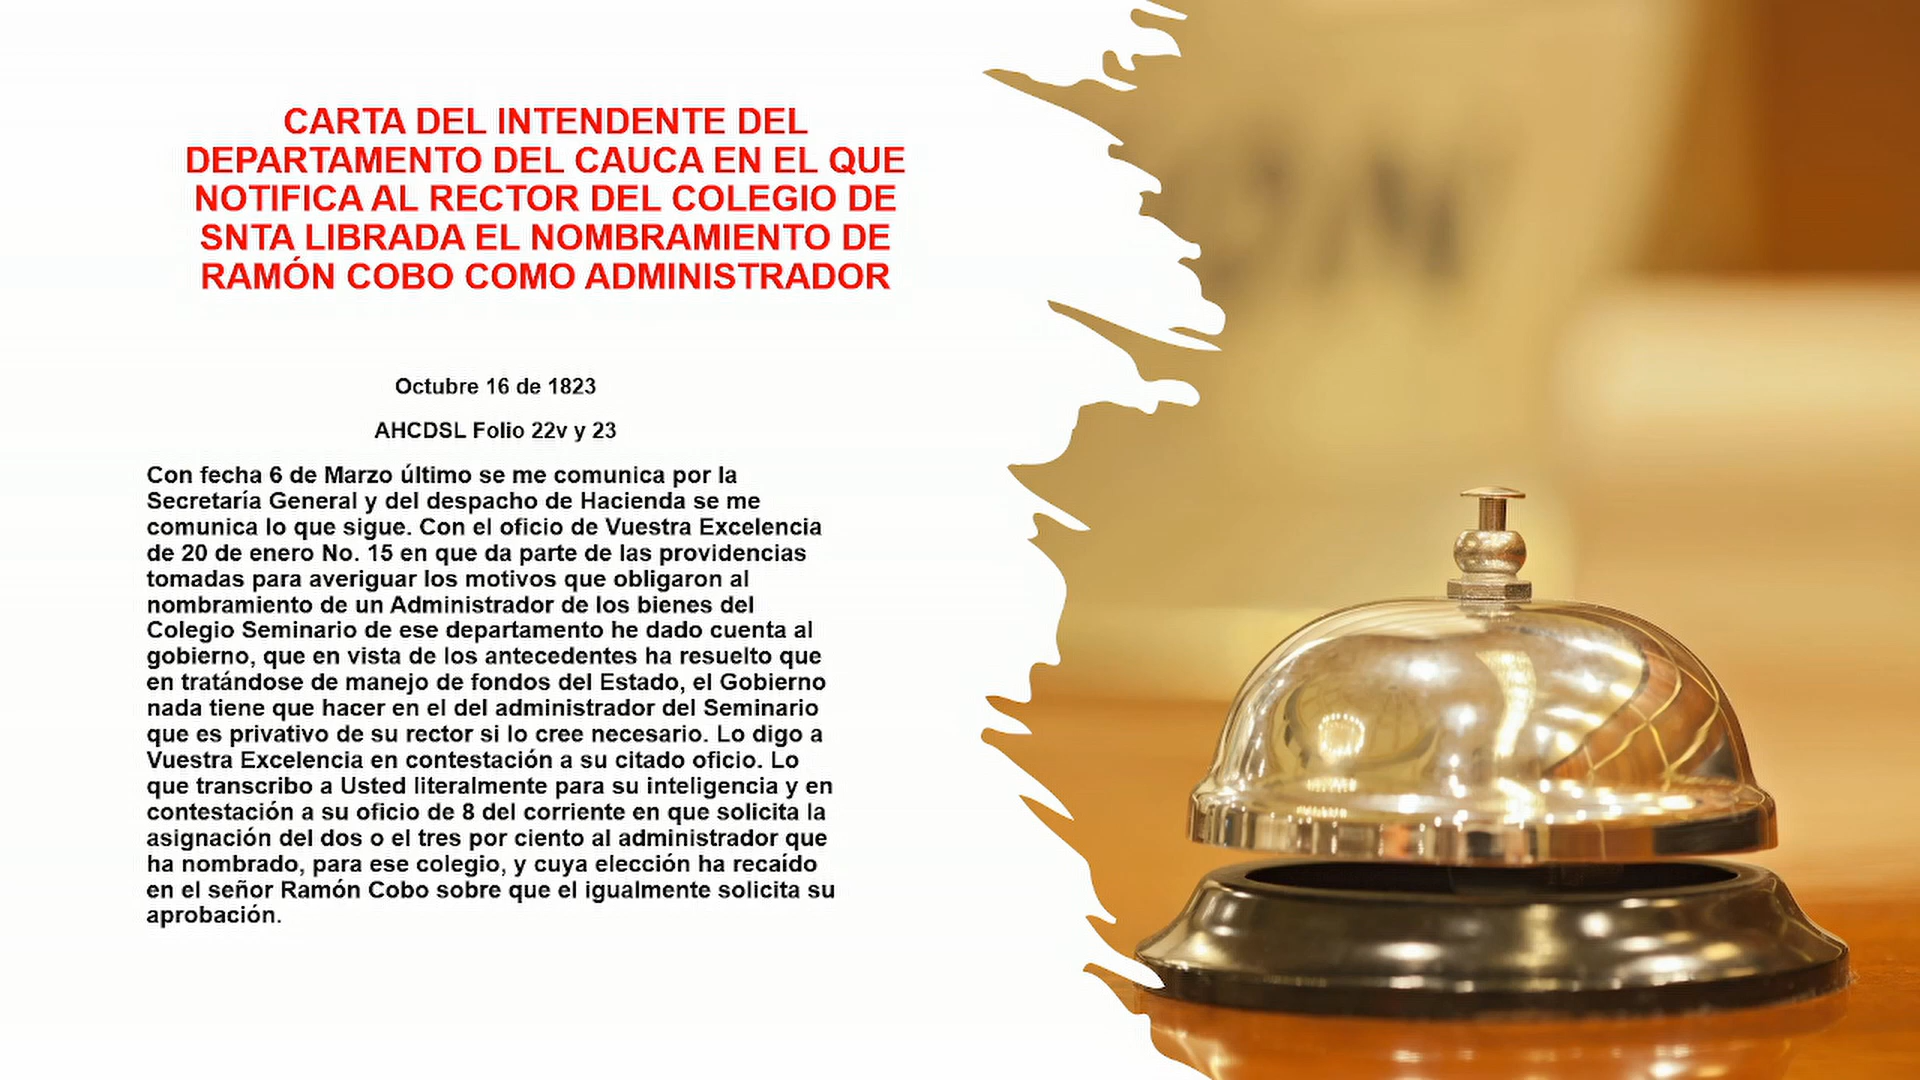 CARTA DEL INTENDENTE DEL
DEPARTAMENTO DEL CAUCA EN EL QUE
NOTIFICA AL RECTOR DEL COLEGIO DE
SNTA LIBRADA EL NOMBRAMIENTO DE
RAMÓN COBO COMO ADMINISTRADOR
Octubre 16 de 1823
AHCDSL Folio 22v y 23
Con fecha 6 de Marzo último se me comunica por la
Secretaría General y del despacho de Hacienda se me
comunica lo que sigue. Con el oficio de Vuestra Excelencia
de 20 de enero No. 15 en que da parte de las providencias
tomadas para averiguar los motivos que obligaron al
nombramiento de un Administrador de los bienes del
Colegio Seminario de ese departamento he dado cuenta al
gobierno, que en vista de los antecedentes ha resuelto que
en tratándose de manejo de fondos del Estado, el Gobierno
nada tiene que hacer en el del administrador del Seminario
que es privativo de su rector si lo cree necesario. Lo digo a
Vuestra Excelencia en contestación a su citado oficio. Lo
que transcribo a Usted literalmente para su inteligencia y en
contestación a su oficio de 8 del corriente en que solicita la
asignación del dos o el tres por ciento al administrador que
ha nombrado, para ese colegio, y cuya elección ha recaído
en el señor Ramón Cobo sobre que el igualmente solicita su
aprobación.